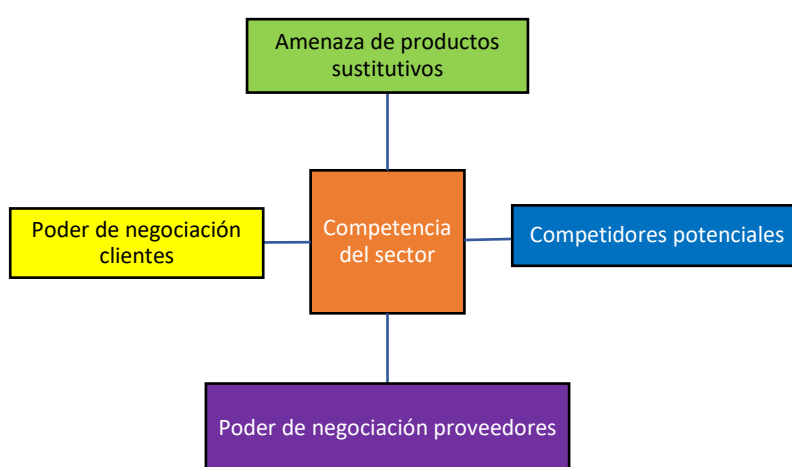 Amenaza de productos
sustitutivos
Poder de negociación
clientes
Competencia
del sector
Competidores potenciales
Poder de negociación proveedores